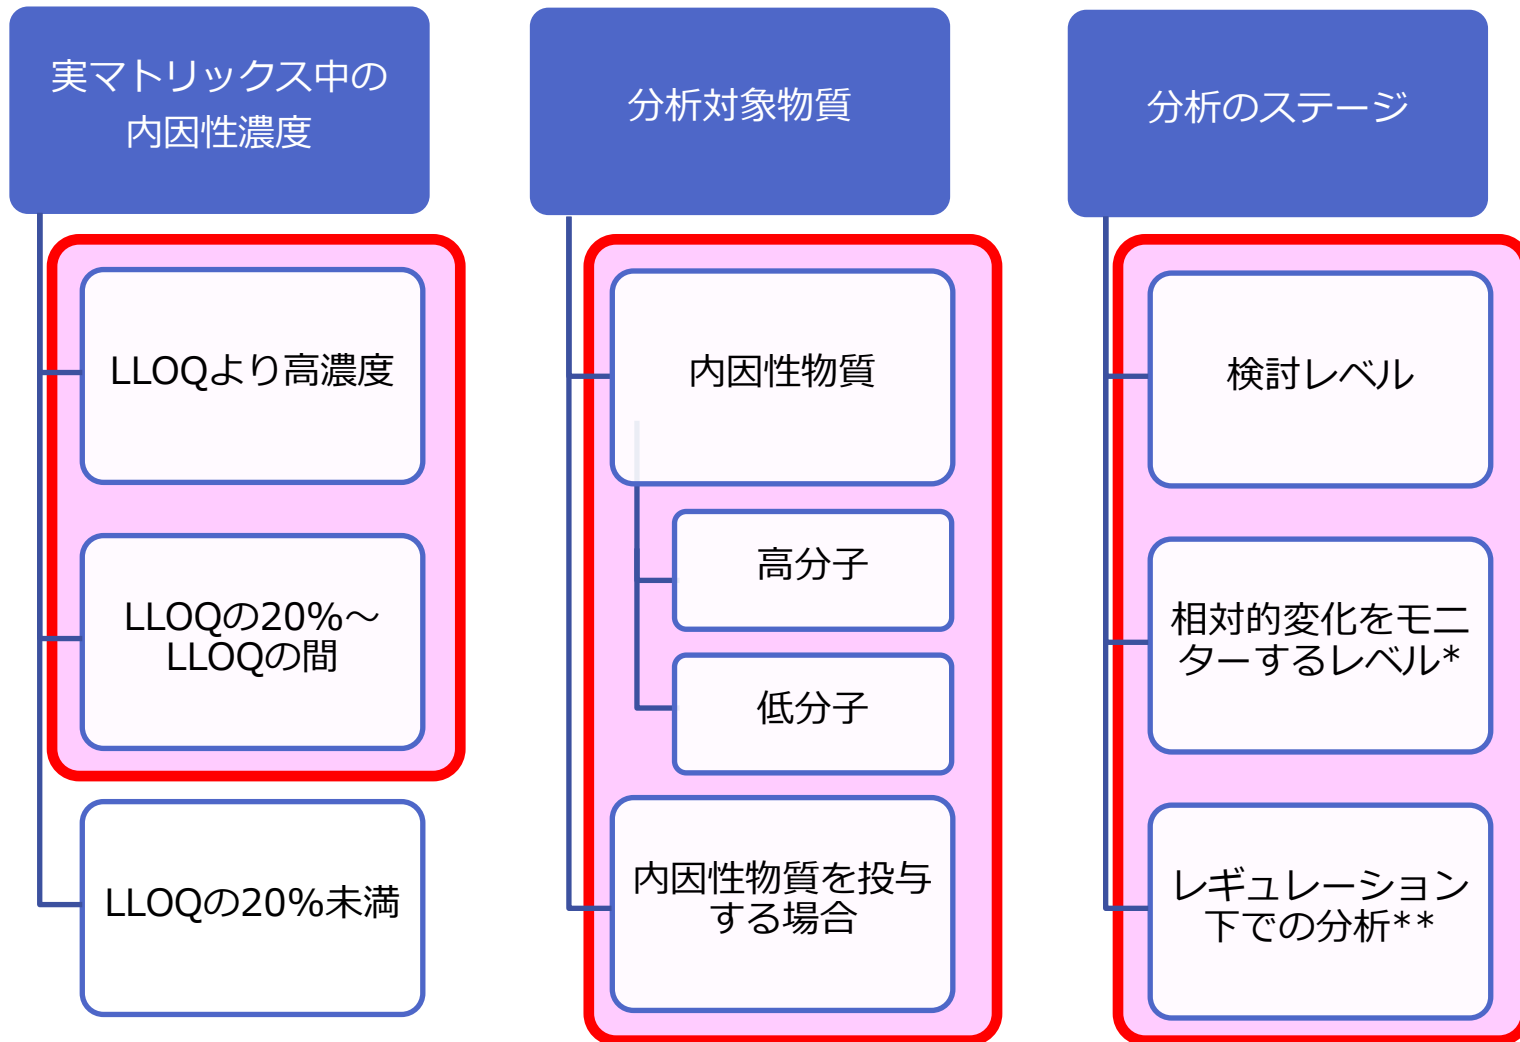 実マトリックス中の
内因性濃度
LLOQより高濃度
LLOQの20%～
LLOQの間
LLOQの20%未満
分析対象物質
内因性物質
高分子
低分子
内因性物質を投与
する場合
分析のステージ
検討レベル
相対的変化をモニ
ターするレベル*
レギュレーション
下での分析**